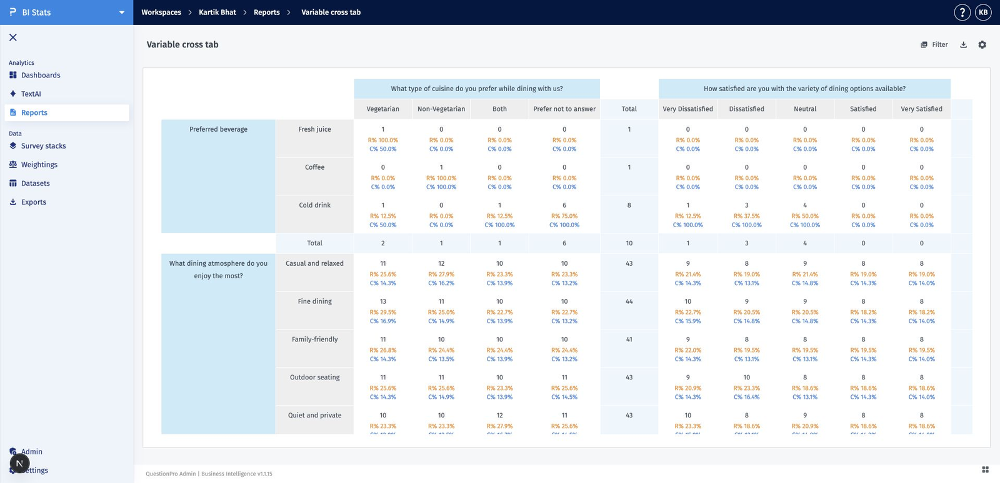 BI Stats
Workspaces > Kartik Bhat > Reports > Variable cross tab
? KB
Analytics
Dashboards
TextAI
Reports
Data
Survey stacks
Weightings
Datasets
Exports
Admin
N
ettings
Variable cross tab
Filter
What type of cuisine do you prefer while dining with us? How satisfied are you with the variety of dining options available?
Vegetarian Non-Vegetarian Both Prefer not to answer Total Very Dissatisfied Dissatisfied Neutral Satisfied Very Satisfied
Preferred beverage Fresh juice 1 0 0 0 1 0 0 0 0 0
R% 100.0% R% 0.0% R% 0.0% R% 0.0% R% 0.0% R% 0.0% R% 0.0% R% 0.0% R% 0.0%
C% 50.0% C% 0.0% C% 0.0% C% 0.0% C% 0.0% C% 0.0% C% 0.0% C% 0.0% C% 0.0%
Coffee 0 1 0 0 1 0 0 0 0 0
R% 0.0% R% 100.0% R% 0.0% R% 0.0% R% 0.0% R% 0.0% R% 0.0% R% 0.0% R% 0.0%
C% 0.0% C% 100.0% C% 0.0% C% 0.0% C% 0.0% C% 0.0% C% 0.0% C% 0.0% C% 0.0%
Cold drink 1 0 1 6 8 1 3 4 0 0
R% 12.5% R% 0.0% R% 12.5% R% 75.0% R% 12.5% R% 37.5% R% 50.0% R% 0.0% R% 0.0%
C% 50.0% C% 0.0% C% 100.0% C% 100.0% C% 100.0% C% 100.0% C% 100.0% C% 0.0% C% 0.0%
Total 2 1 1 6 10 1 3 4 0 0
What dining atmosphere do you Casual and relaxed 11 12 10 10 43 9 8 9 8 8
enjoy the most? R% 25.6% R% 27.9% R% 23.3% R% 23.3% R% 21.4% R% 19.0% R% 21.4% R% 19.0% R% 19.0%
C% 14.3% C% 16.2% C% 13.9% C% 13.2% C% 14.3% C% 13.1% C% 14.8% C% 14.3% C% 14.0%
Fine dining 13 11 10 10 44 10 9 9 8 8
R% 29.5% R% 25.0% R% 22.7% R% 22.7% R% 22.7% R% 20.5% R% 20.5% R% 18.2% R% 18.2%
C% 16.9% C% 14.9% C% 13.9% C% 13.2% C% 15.9% C% 14.8% C% 14.8% C% 14.3% C% 14.0%
Family-friendly 11 10 10 10 41 9 8 8 8 8
R% 26.8% R% 24.4% R% 24.4% R% 24.4% R% 22.0% R% 19.5% R% 19.5% R% 19.5% R% 19.5%
C% 14.3% C% 13.5% C% 13.9% C% 13.2% C% 14.3% C% 13.1% C% 13.1% C% 14.3% C% 14.0%
Outdoor seating 11 11 10 11 43 9 10 8 8 8
R% 25.6% R% 25.6% R% 23.3% R% 25.6% R% 20.9% R% 23.3% R% 18.6% R% 18.6% R% 18.6%
C% 14.3% C% 14.9% C% 13.9% C% 14.5% C% 14.3% C% 16.4% C% 13.1% C% 14.3% C% 14.0%
Quiet and private 10 10 12 11 43 10 8 9 8 8
R% 23.3% R% 23.3% R% 27.9% R% 25.6% R% 23.3% R% 18.6% R% 20.9% R% 18.6% R% 18.6%
QuestionPro Admin | Business Intelligence v1.1.15